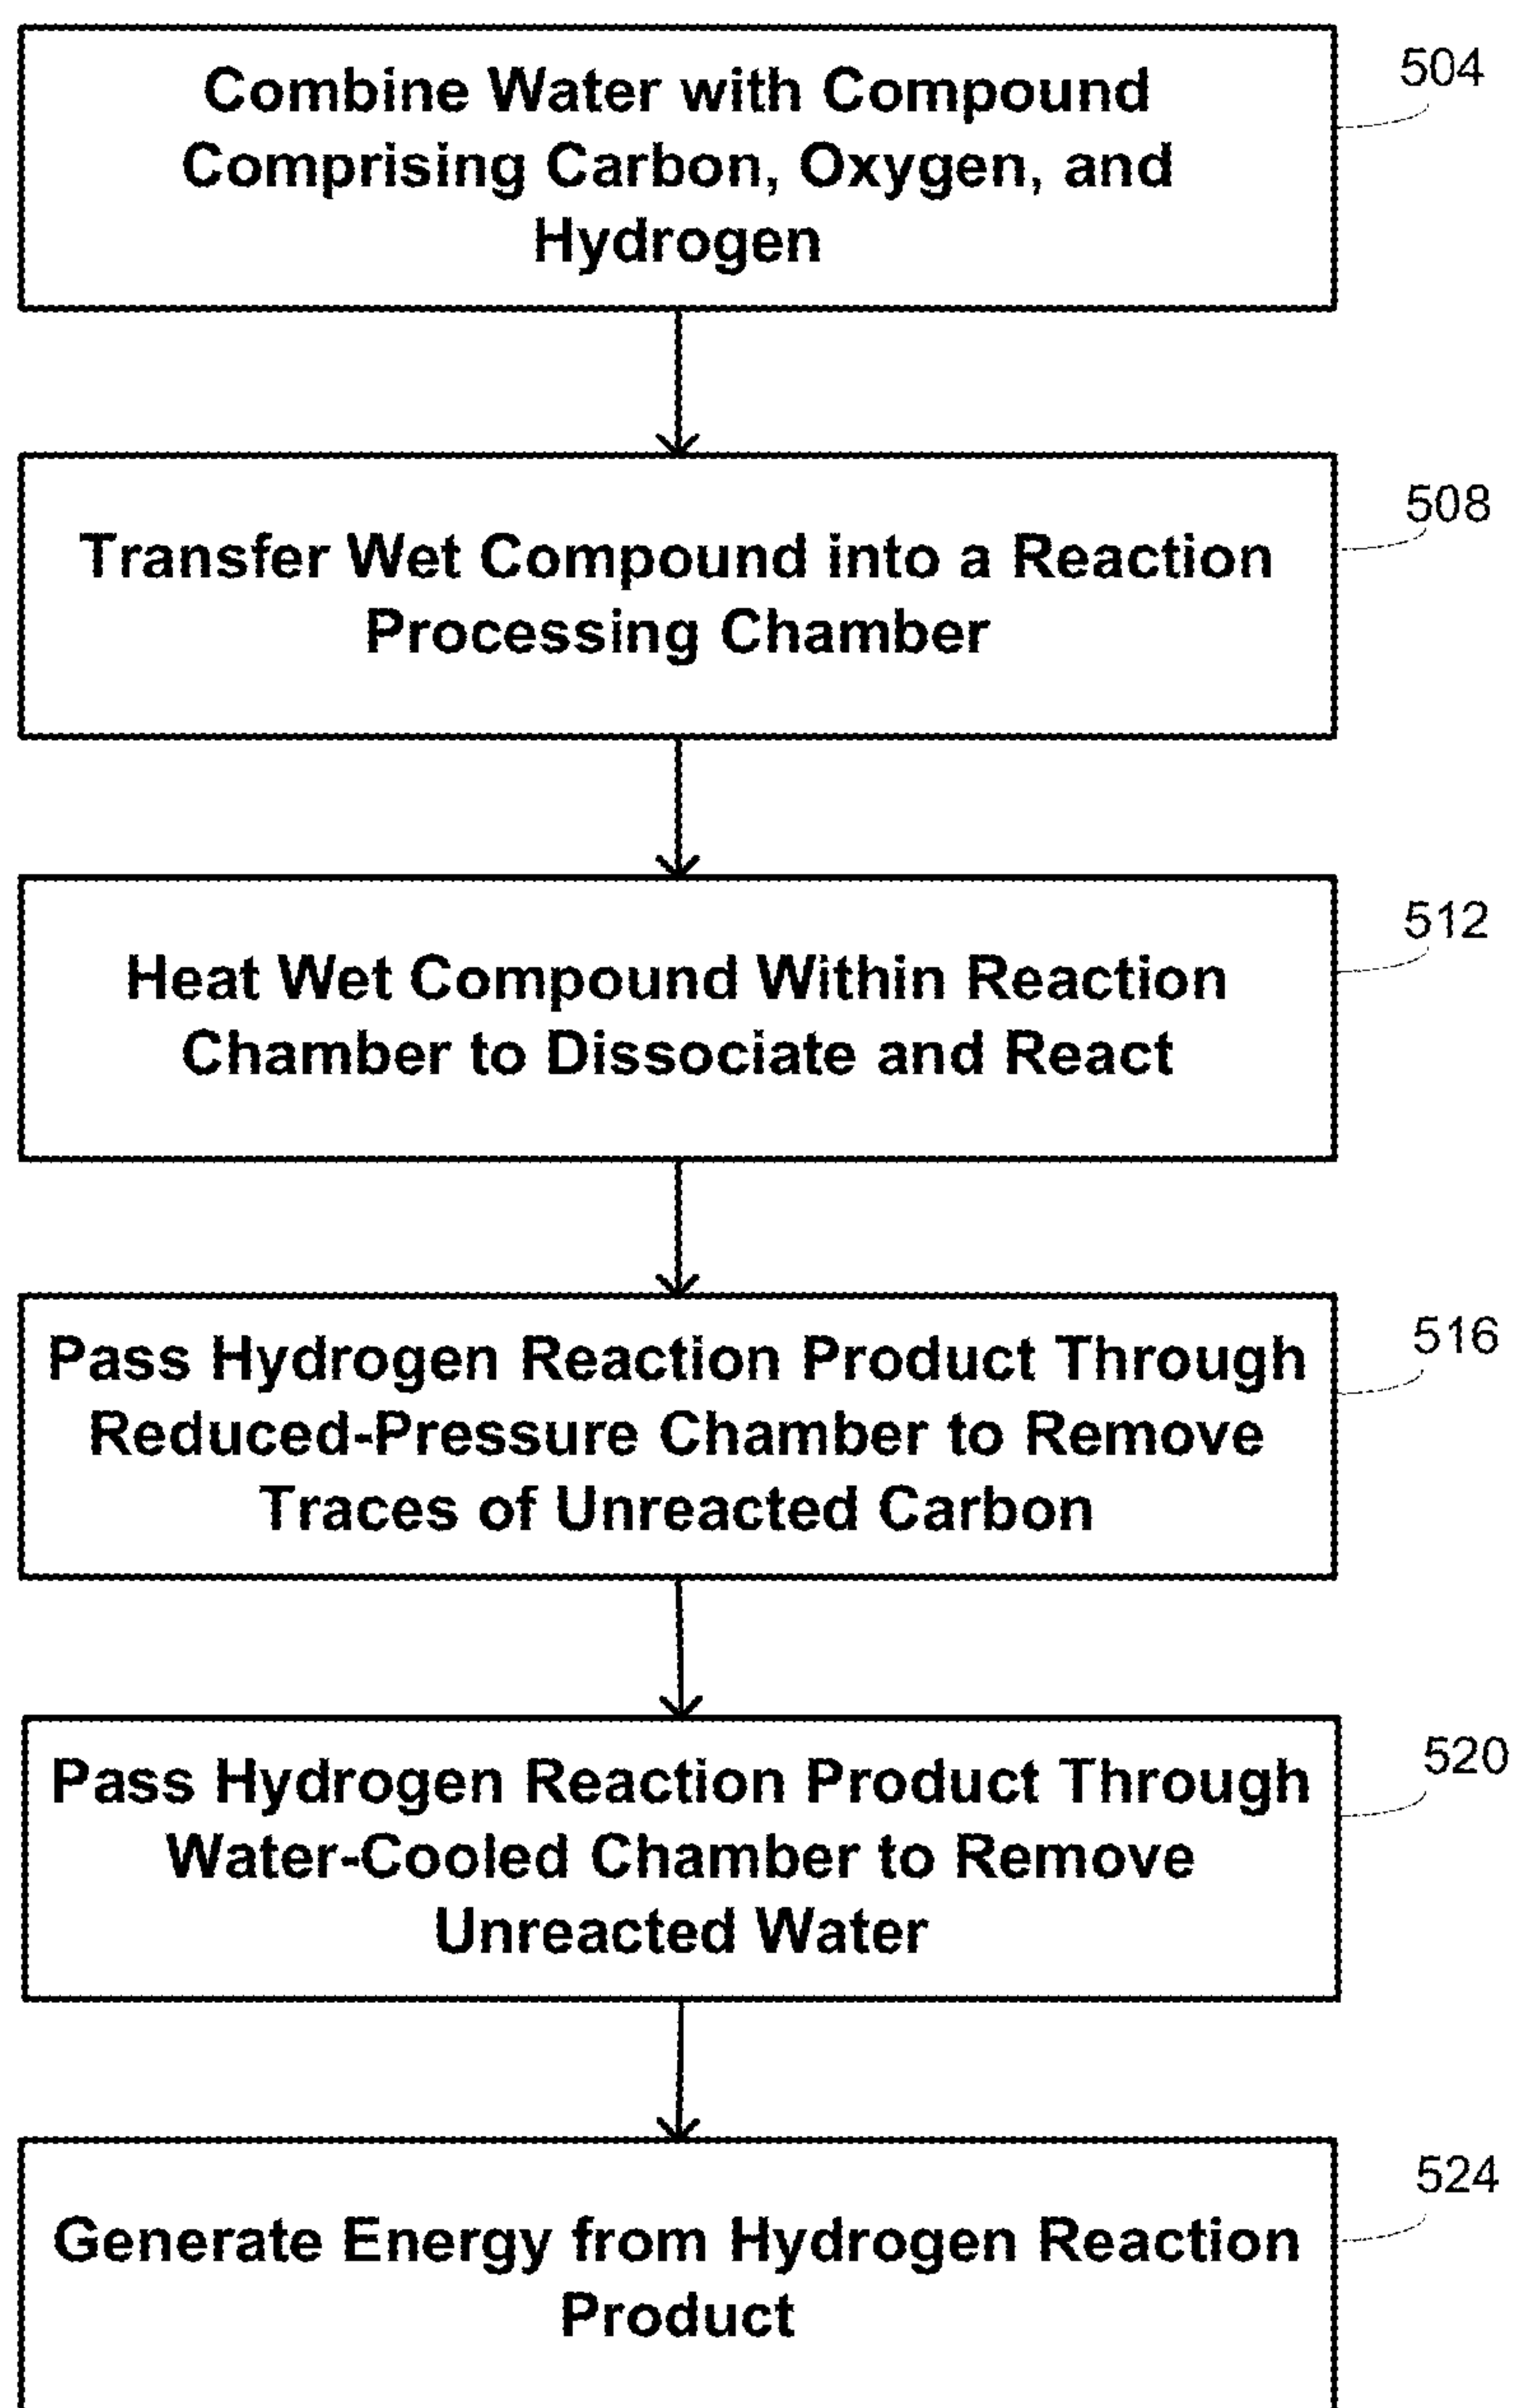 Combine Water with Compound
Comprising Carbon, Oxygen, and
Hydrogen
504
Transfer Wet Compound into a Reaction
Processing Chamber
508
Heat Wet Compound Within Reaction
Chamber to Dissociate and React
512
Pass Hydrogen Reaction Product Through
Reduced-Pressure Chamber to Remove
Traces of Unreacted Carbon
516
Pass Hydrogen Reaction Product Through
Water-Cooled Chamber to Remove
Unreacted Water
520
Generate Energy from Hydrogen Reaction
Product
524